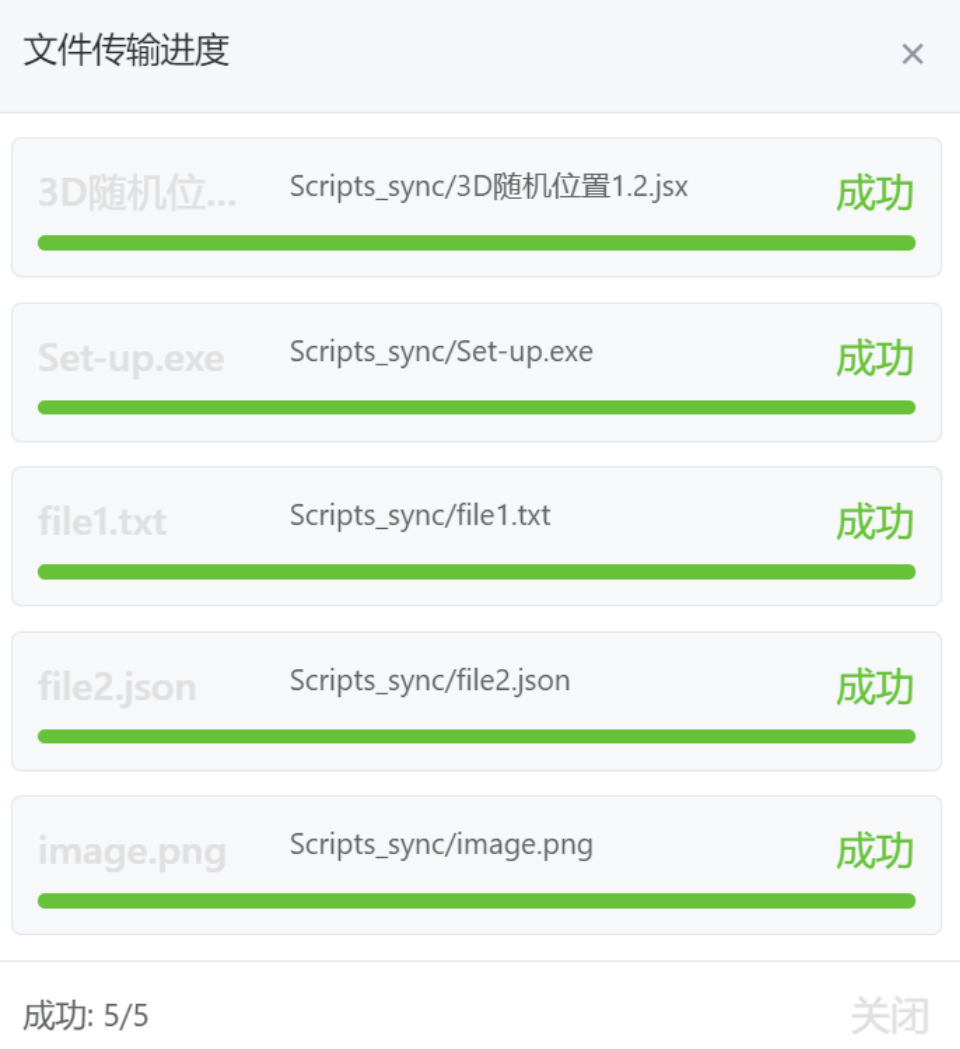 文件传输进度
3D随机位... Scripts_sync/3D随机位置1.2.jsx 成功
Set-up.exe Scripts_sync/Set-up.exe 成功
file1.txt Scripts_sync/file1.txt 成功
file2.json Scripts_sync/file2.json 成功
image.png Scripts_sync/image.png 成功
成功: 5/5 关闭